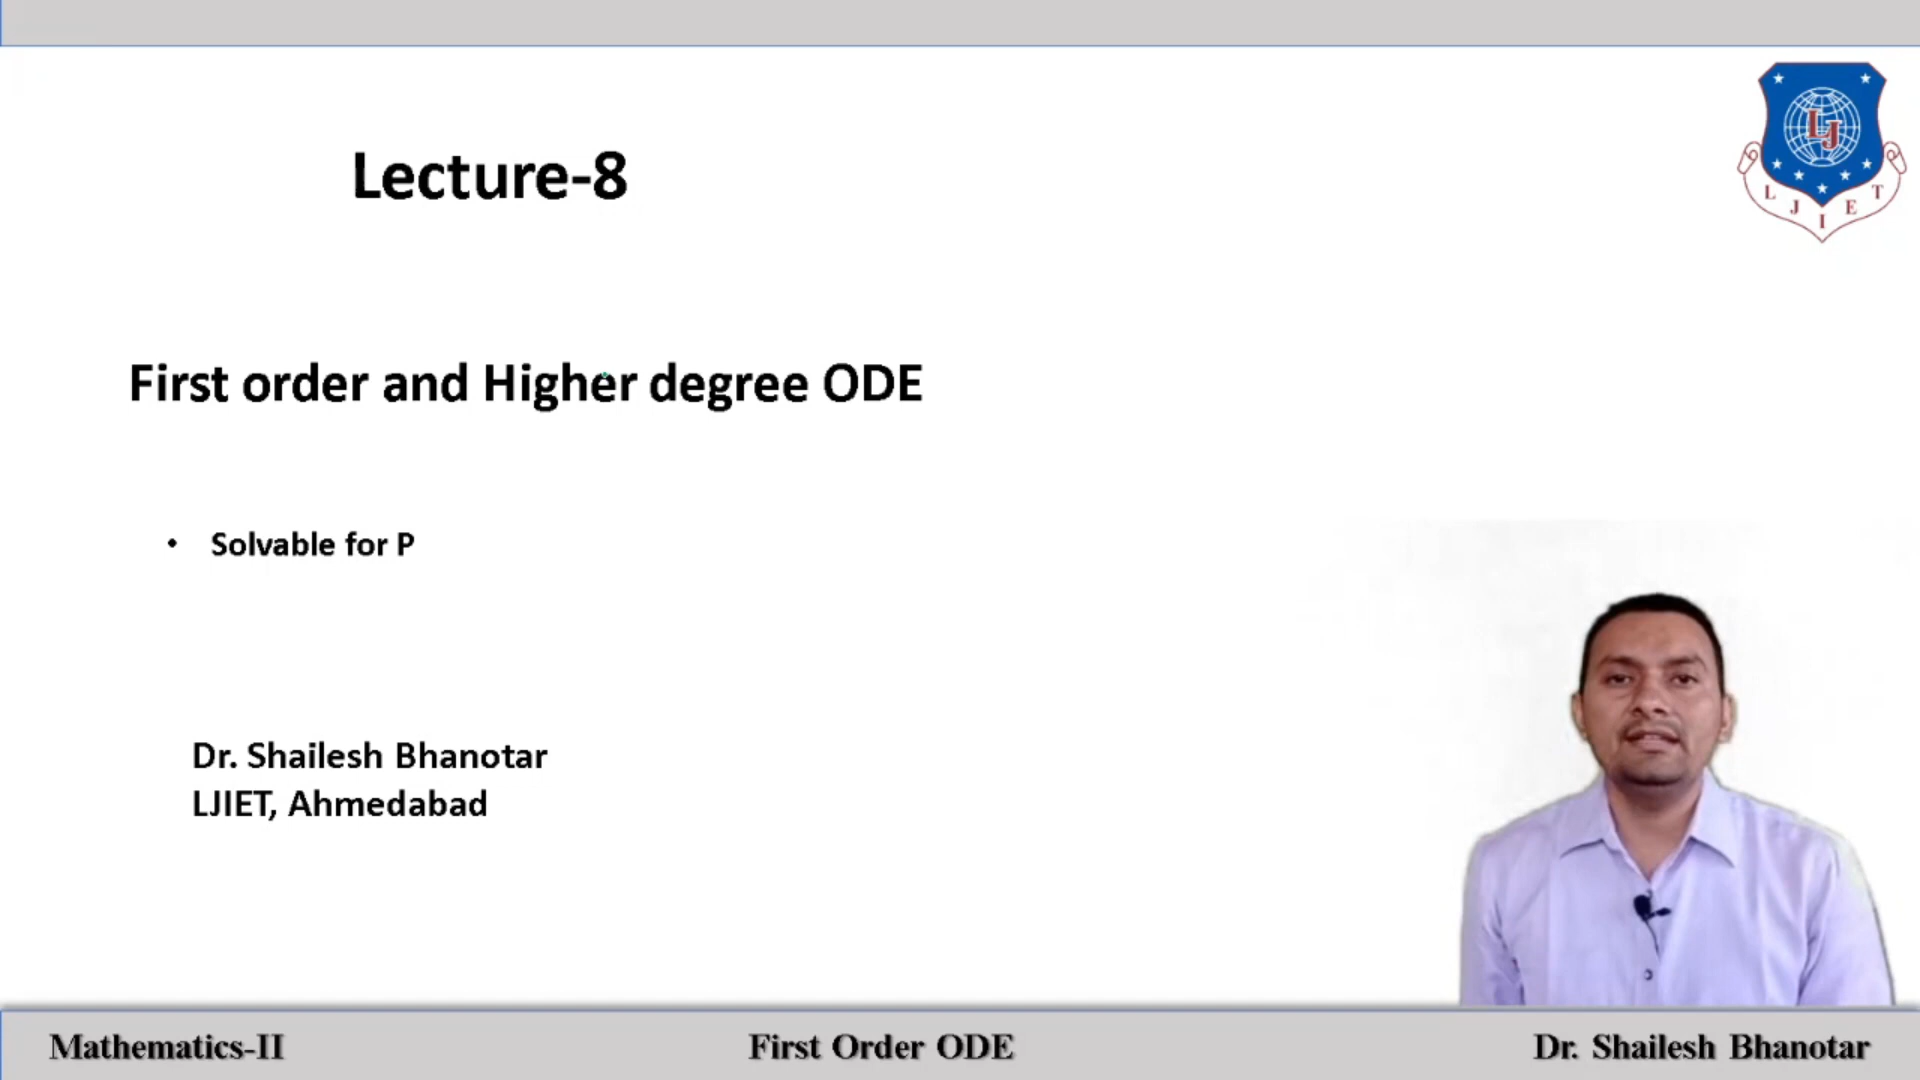 Lecture-8
LJ
L J I E T
First order and Higher degree ODE
• Solvable for P
Dr. Shailesh Bhanotar
LJIET, Ahmedabad
Mathematics-II
First Order ODE
Dr. Shailesh Bhanotar